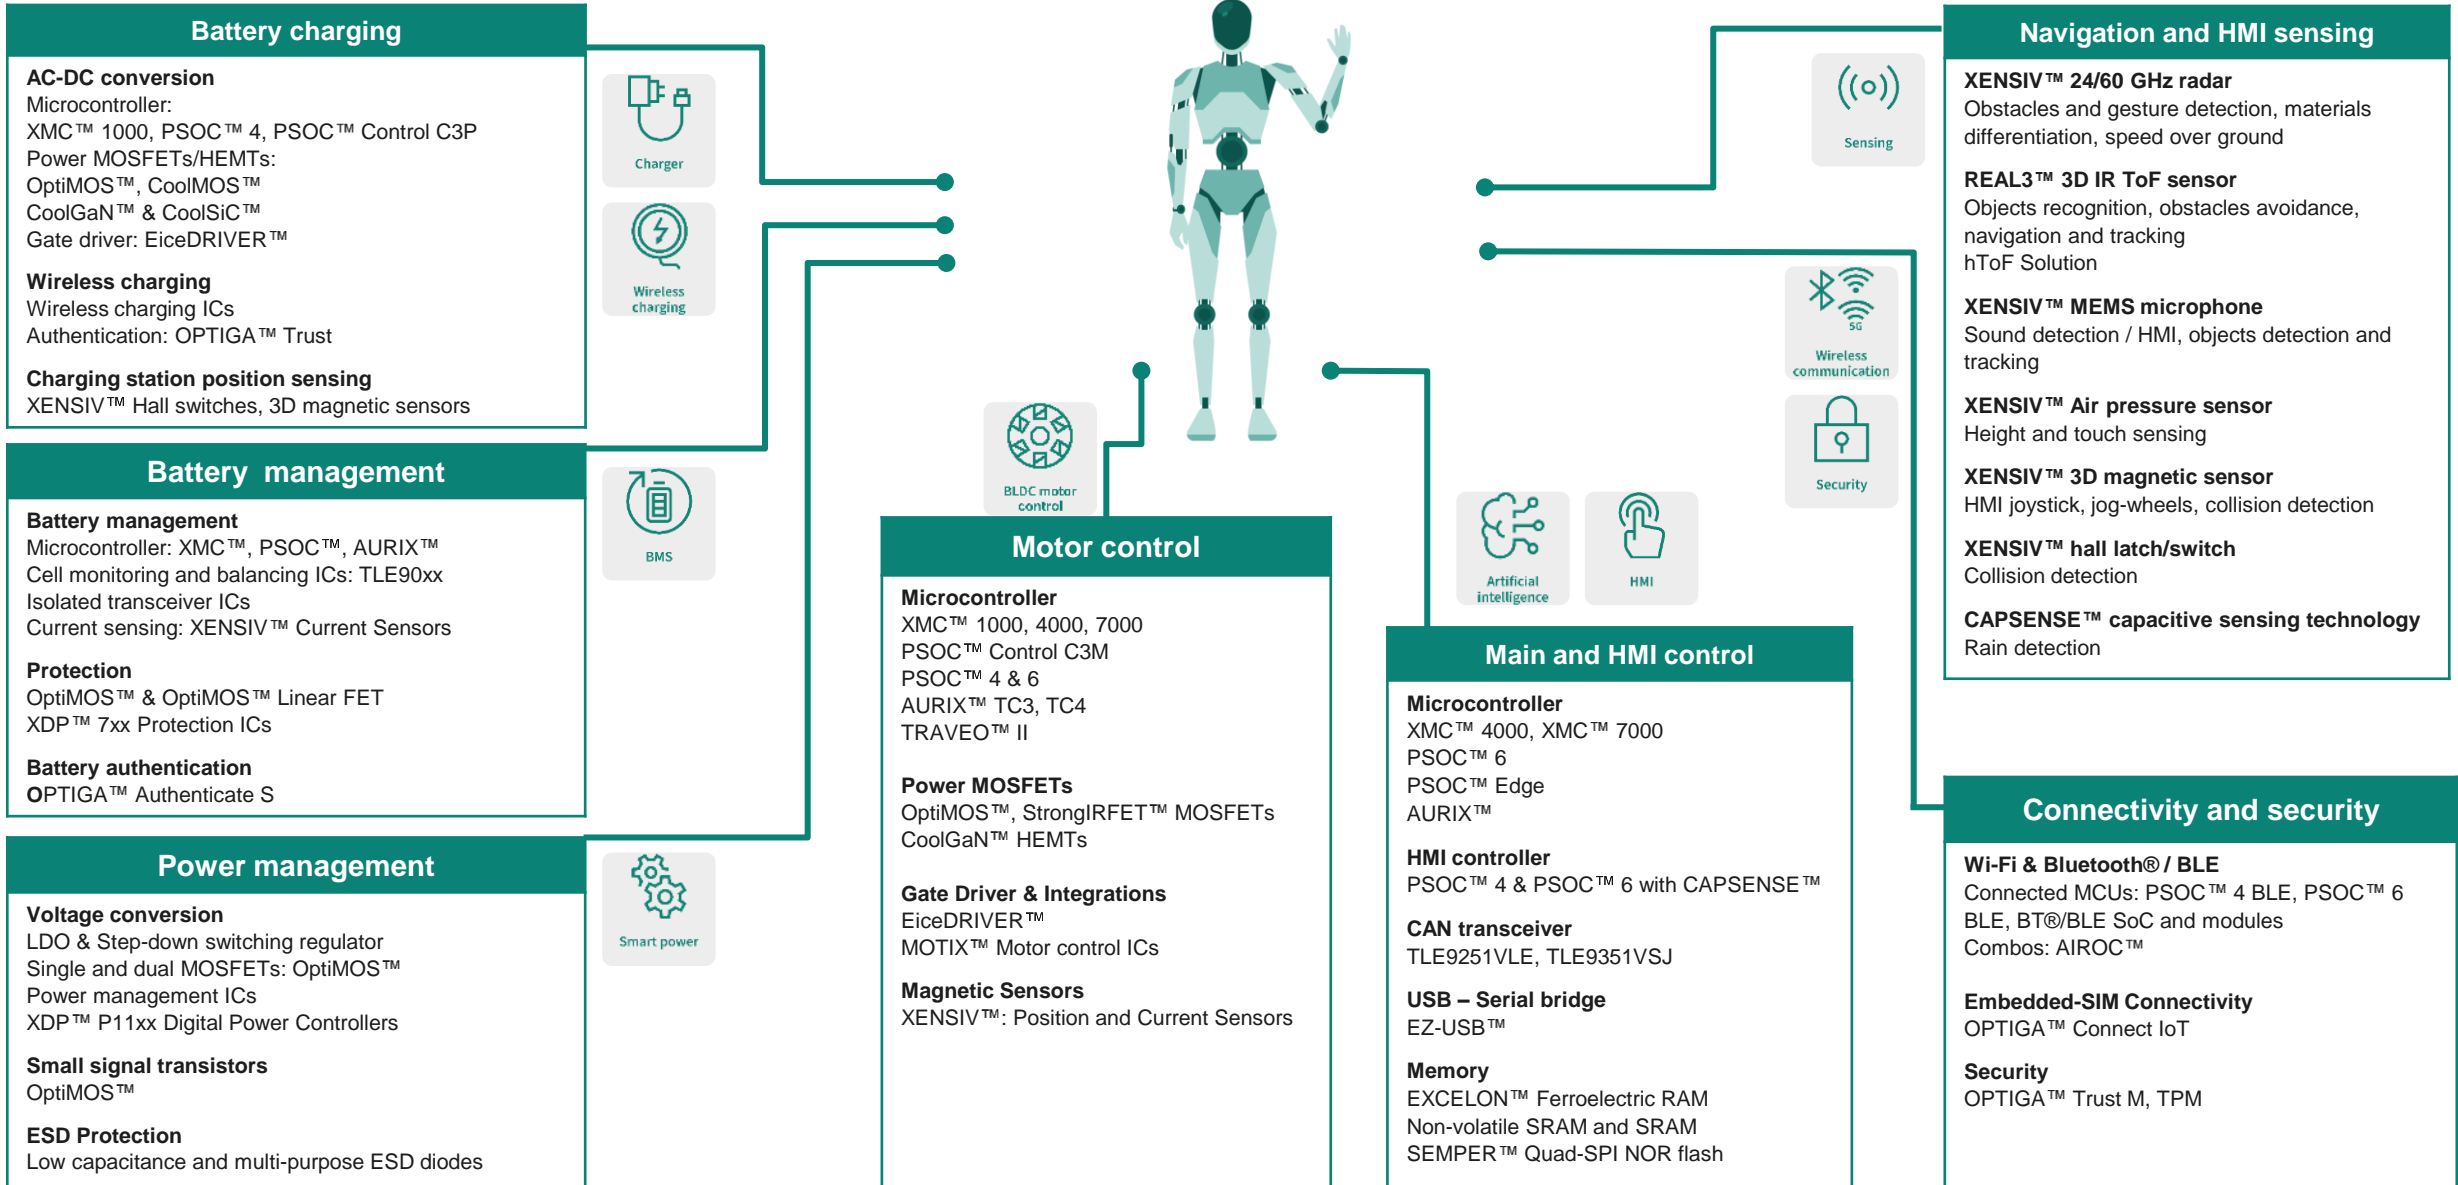 Battery charging
AC-DC conversion
Microcontroller:
XMC™ 1000, PSOC™ 4, PSOC™ Control C3P
Power MOSFETs/HEMTs:
OptiMOS™, CoolMOS™
CoolGaN™ & CoolSiC™
Gate driver: EiceDRIVER™
Wireless charging
Wireless charging ICs
Authentication: OPTIGA™ Trust
Charging station position sensing
XENSIV™ Hall switches, 3D magnetic sensors
Charger
Wireless
charging
Battery  management
Battery management
Microcontroller: XMC™, PSOC™, AURIX™
Cell monitoring and balancing ICs: TLE90xx
Isolated transceiver ICs
Current sensing: XENSIV™ Current Sensors
Protection
OptiMOS™ & OptiMOS™ Linear FET
XDP™ 7xx Protection ICs
Battery authentication
OPTIGA™ Authenticate S
BMS
Power management
Voltage conversion
LDO & Step-down switching regulator
Single and dual MOSFETs: OptiMOS™
Power management ICs
XDP™ P11xx Digital Power Controllers
Small signal transistors
OptiMOS™
ESD Protection
Low capacitance and multi-purpose ESD diodes
Smart power
BLDC motor
control
Motor control
Microcontroller
XMC™ 1000, 4000, 7000
PSOC™ Control C3M
PSOC™ 4 & 6
AURIX™ TC3, TC4
TRAVEO™ II
Power MOSFETs
OptiMOS™, StrongIRFET™ MOSFETs
CoolGaN™ HEMTs
Gate Driver & Integrations
EiceDRIVER™
MOTIX™ Motor control ICs
Magnetic Sensors
XENSIV™: Position and Current Sensors
Artificial
intelligence
HMI
Main and HMI control
Microcontroller
XMC™ 4000, XMC™ 7000
PSOC™ 6
PSOC™ Edge
AURIX™
HMI controller
PSOC™ 4 & PSOC™ 6 with CAPSENSE™
CAN transceiver
TLE9251VLE, TLE9351VSJ
USB – Serial bridge
EZ-USB™
Memory
EXCELON™ Ferroelectric RAM
Non-volatile SRAM and SRAM
SEMPER™ Quad-SPI NOR flash
Sensing
Navigation and HMI sensing
XENSIV™ 24/60 GHz radar
Obstacles and gesture detection, materials
differentiation, speed over ground
REAL3™ 3D IR ToF sensor
Objects recognition, obstacles avoidance,
navigation and tracking
hToF Solution
XENSIV™ MEMS microphone
Sound detection / HMI, objects detection and
tracking
XENSIV™ Air pressure sensor
Height and touch sensing
XENSIV™ 3D magnetic sensor
HMI joystick, jog-wheels, collision detection
XENSIV™ hall latch/switch
Collision detection
CAPSENSE™ capacitive sensing technology
Rain detection
5G
Wireless
communication
Security
Connectivity and security
Wi-Fi & Bluetooth® / BLE
Connected MCUs: PSOC™ 4 BLE, PSOC™ 6
BLE, BT®/BLE SoC and modules
Combos: AIROC™
Embedded-SIM Connectivity
OPTIGA™ Connect IoT
Security
OPTIGA™ Trust M, TPM